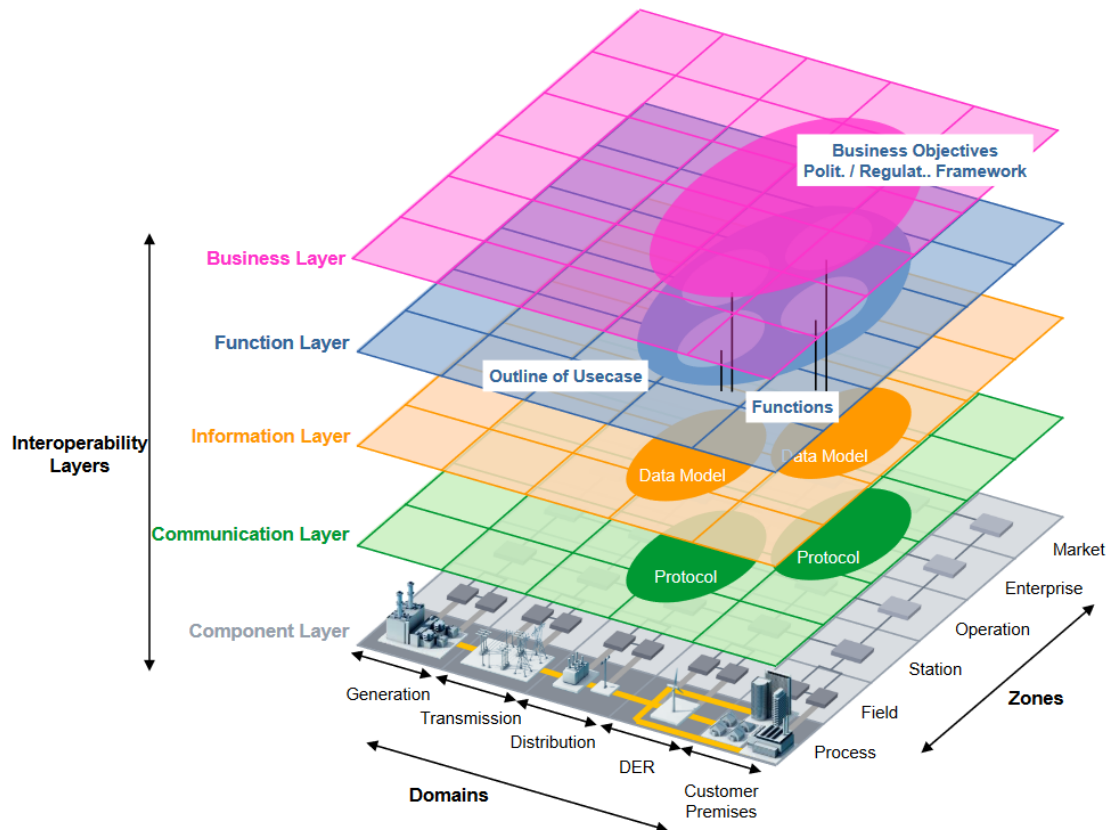 Business Objectives
Polit. / Regulat.. Framework
Business Layer
Function Layer
Outline of Usecase
Functions
Interoperability
Layers
Information Layer
Data Model
Data Model
Communication Layer
Protocol
Protocol
Component Layer
Market
Enterprise
Operation
Station
Field
Process
Zones
Generation
Transmission
Distribution
DER
Customer
Premises
Domains